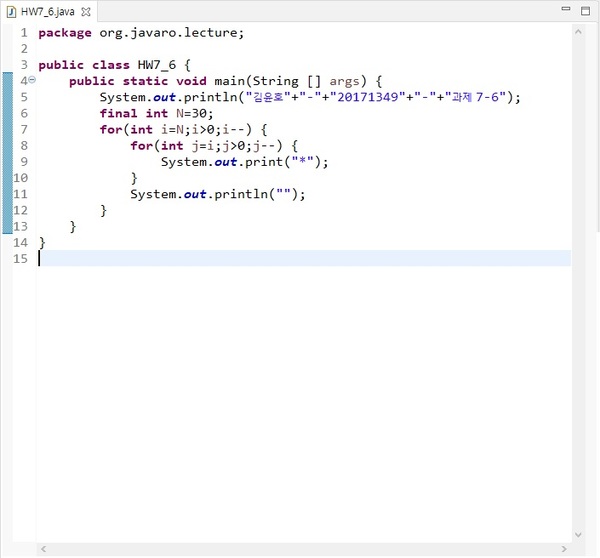 HW7_6.java
1 package org.javaro.lecture;
2
3 public class HW7_6 {
4 public static void main(String [] args) {
5 System.out.println("김윤호"+"-"+"20171349"+"-"+"과제 7-6");
6 final int N=30;
7 for(int i=N;i>0;i--) {
8 for(int j=i;j>0;j--) {
9 System.out.print("*");
10 }
11 System.out.println("");
12 }
13 }
14 }
15